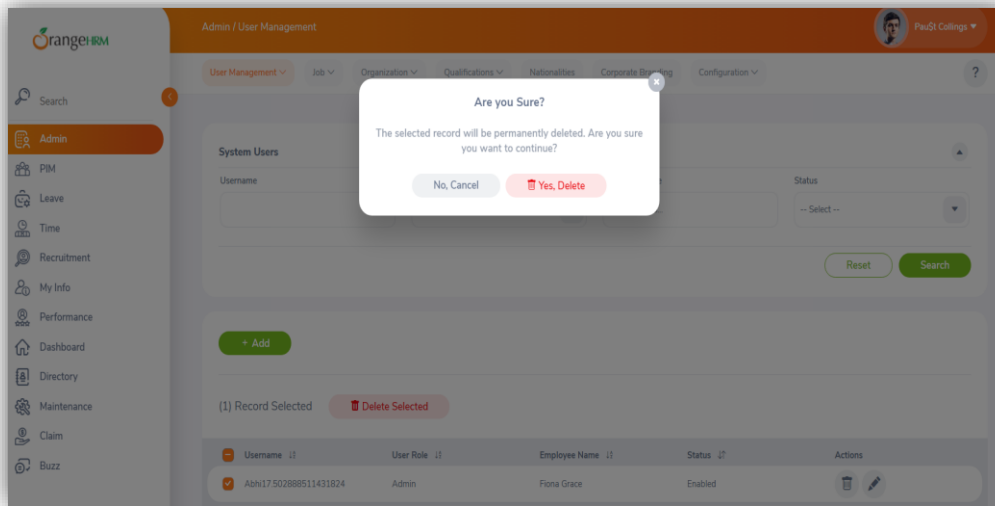 OrangeHRM
Admin / User Management
Pau$t Collings
User Management
Job
Organization
Qualifications
Nationalities
Corporate Branding
Configuration
?
Search
Admin
PIM
Leave
Time
Recruitment
My Info
Performance
Dashboard
Directory
Maintenance
Claim
Buzz
Are you Sure?
The selected record will be permanently deleted. Are you sure
you want to continue?
No, Cancel
Yes, Delete
System Users
Username
Status
-- Select --
Reset
Search
+ Add
(1) Record Selected
Delete Selected
Username
User Role
Employee Name
Status
Actions
Abhi17.502888511431824
Admin
Fiona Grace
Enabled